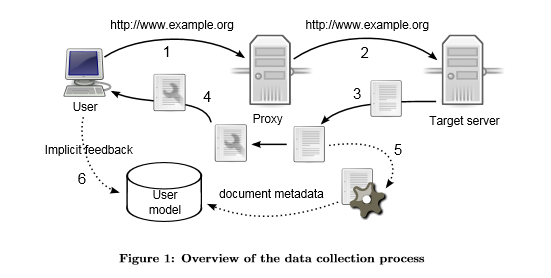 http://www.example.org
http://www.example.org
1
2
3
4
User
Proxy
Target server
Implicit feedback
5
6
User
model
document metadata
Figure 1: Overview of the data collection process